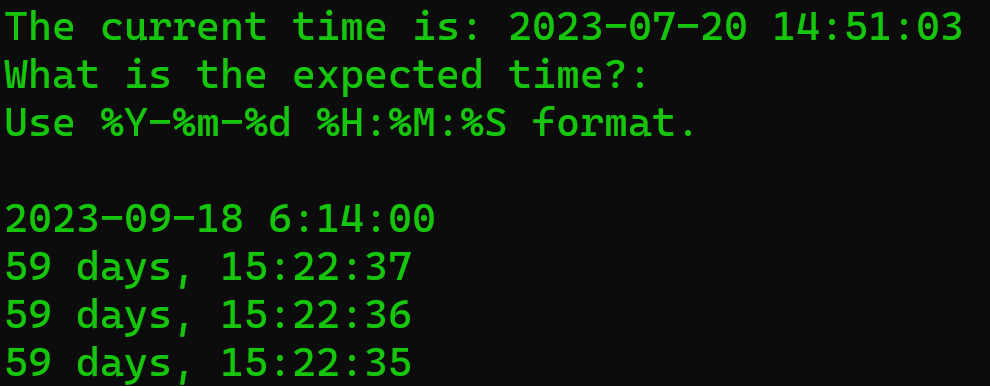 The current time is: 2023-07-20 14:51:03
What is the expected time?:
Use %Y-%m-%d %H:%M:%S format.
2023-09-18 6:14:00
59 days, 15:22:37
59 days, 15:22:36
59 days, 15:22:35